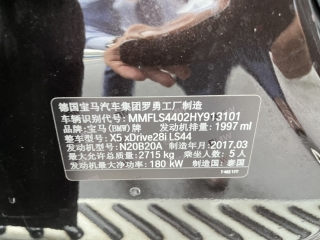 德国宝马汽车集团罗勇工厂制造
车辆识别代号: MMFLS4402HY913101
品牌: 宝马(BMW)牌 发动机排量: 1997 ml
整车型号: X5 xDrive28i LS44
发动机型号: N20B20A 制造年月: 2017.03
最大允许总质量: 2715 kg 乘坐人数: 5人
发动机最大净功率: 180 kW 制造国: 泰国